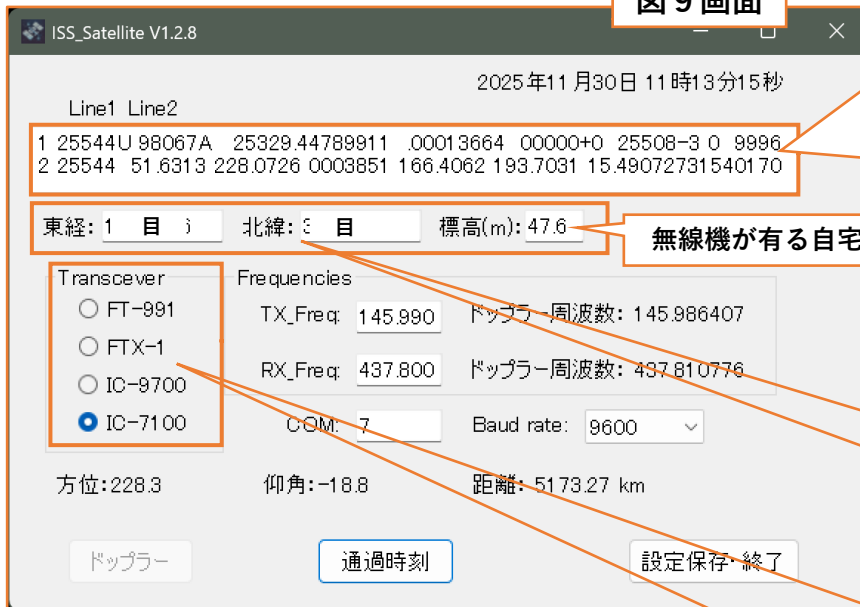 図9画面
ISS_Satellite V1.2.8
2025年11月30日 11時13分15秒
Line1 Line2
1 25544U 98067A 25329.44789911 .00013664 00000+0 25508-3 0 9996
2 25544 51.6313 228.0726 0003851 166.4062 193.7031 15.49072731540170
東経: 1 目 北緯: 3 目 標高(m): 47.6
無線機が有る自宅
Transcever Frequencies
FT-991 TX_Freq: 145.990 ドップラー周波数: 145.986407
FTX-1
RX_Freq: 437.800 ドップラー周波数: 437.810776
IC-9700
IC-7100 COM: 7 Baud rate: 9600
方位:228.3 仰角:-18.8 距離: 5173.27 km
ドップラー 通過時刻 設定保存・終了